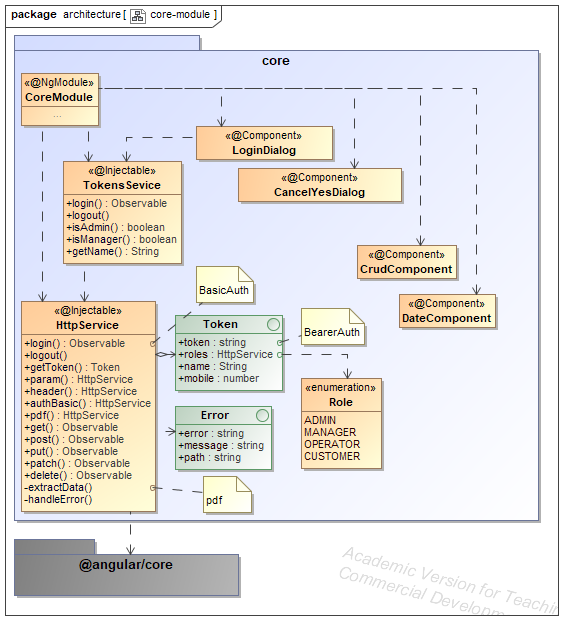 package architecture [ core-module ]
core
«@NgModule»
CoreModule
...
«@Component»
LoginDialog
«@Injectable»
TokensSevice
+login() : Observable
+logout()
+isAdmin() : boolean
+isManager() : boolean
+getName() : String
«@Component»
CancelYesDialog
«@Component»
CrudComponent
«@Component»
DateComponent
BasicAuth
«@Injectable»
HttpService
+login() : Observable
+logout()
+getToken() : Token
+param() : HttpService
+header() : HttpService
+authBasic() : HttpService
+pdf() : HttpService
+get() : Observable
+post() : Observable
+put() : Observable
+patch() : Observable
+delete() : Observable
-extractData()
-handleError()
Token
+token : string
+roles : HttpService
+name : String
+mobile : number
BearerAuth
«enumeration»
Role
ADMIN
MANAGER
OPERATOR
CUSTOMER
Error
+error : string
+message : string
+path : string
pdf
@angular/core
Academic Version for Teachin
Commercial Developm